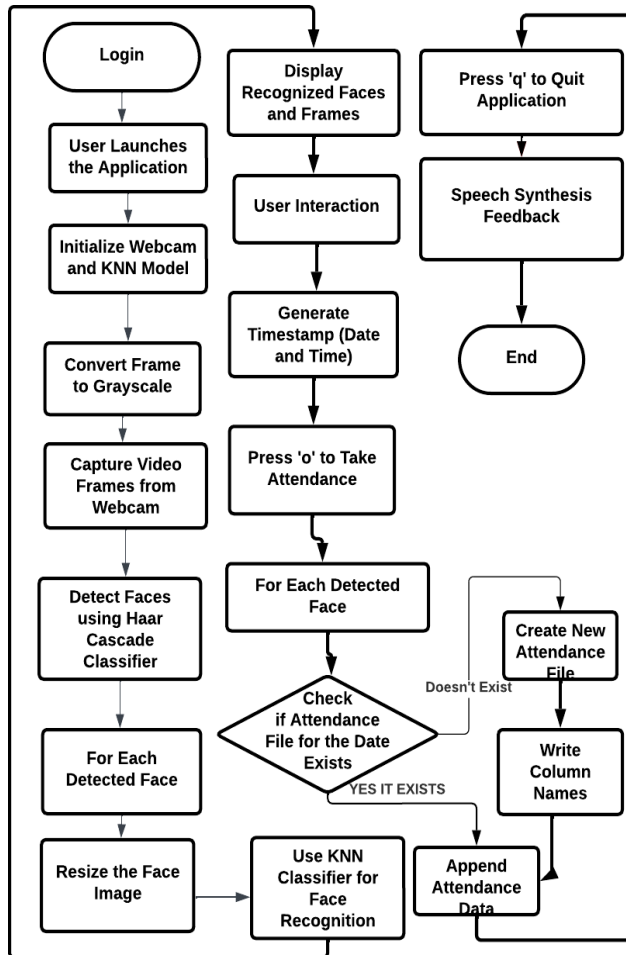 Login
User Launches
the Application
Initialize Webcam
and KNN Model
Convert Frame
to Grayscale
Capture Video
Frames from
Webcam
Detect Faces
using Haar
Cascade
Classifier
For Each
Detected Face
Resize the Face
Image
Use KNN
Classifier for
Face
Recognition
Display
Recognized Faces
and Frames
User Interaction
Generate
Timestamp (Date
and Time)
Press 'o' to Take
Attendance
For Each Detected
Face
Check
if Attendance
File for the Date
Exists
Doesn't Exist
YES IT EXISTS
Create New
Attendance
File
Write
Column
Names
Append
Attendance
Data
Press 'q' to Quit
Application
Speech Synthesis
Feedback
End